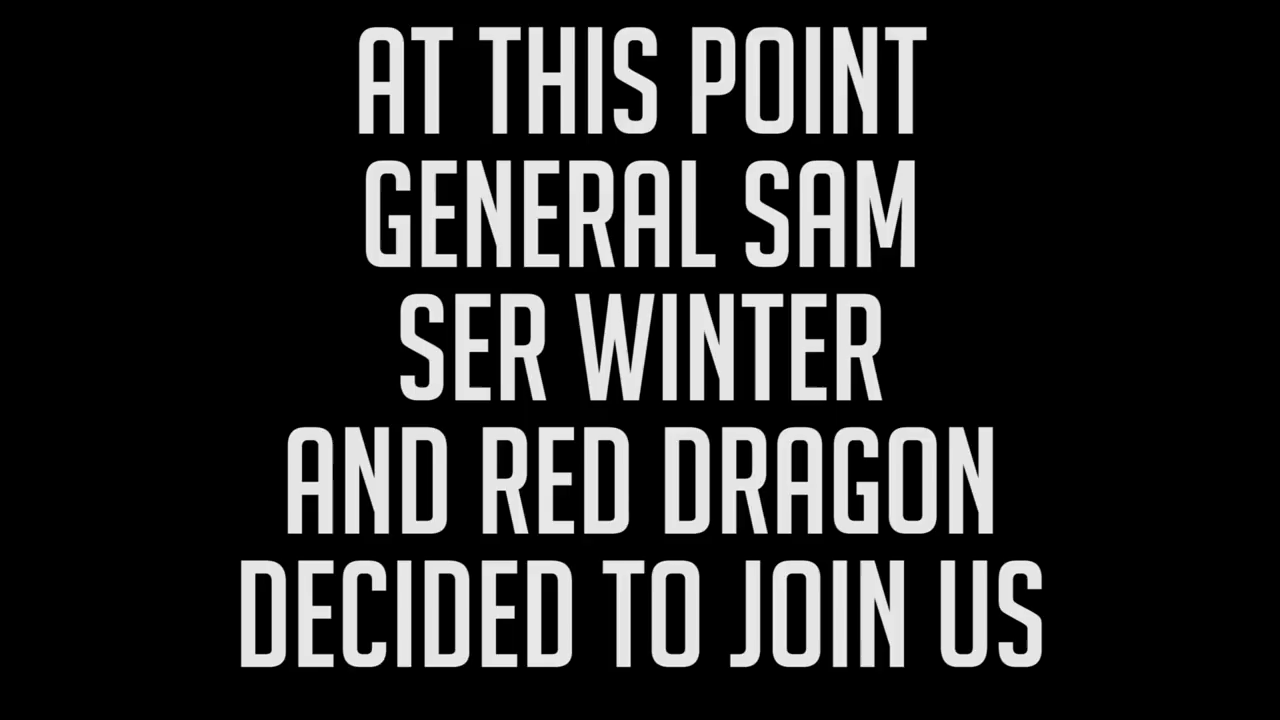 AT THIS POINT
GENERAL SAM
SER WINTER
AND RED DRAGON
DECIDED TO JOIN US